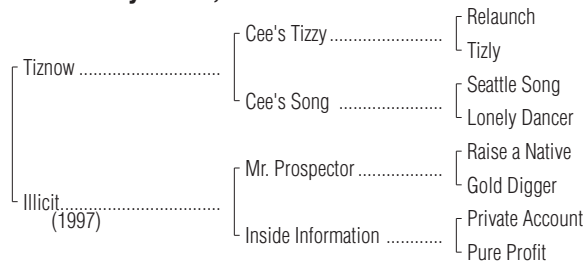 Relaunch
Cee's Tizzy
Tizly
Tiznow
Seattle Song
Cee's Song
Lonely Dancer
Raise a Native
Mr. Prospector
Gold Digger
Illicit
(1997)
Private Account
Inside Information
Pure Profit